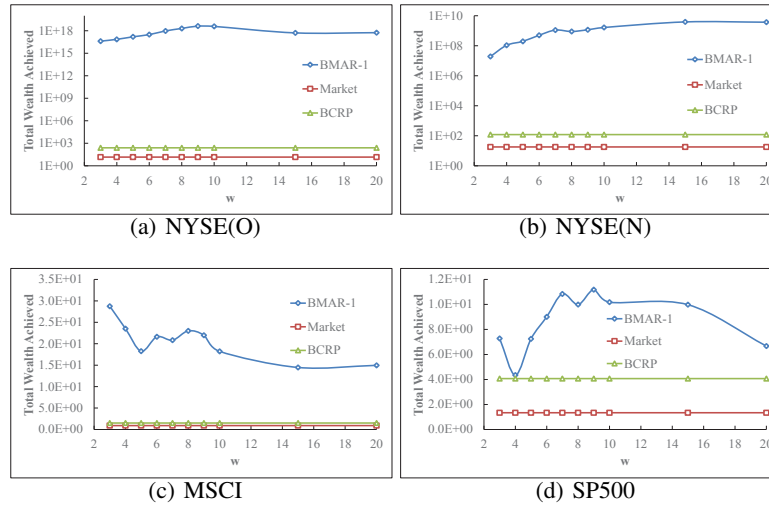 Total Wealth Achieved
1E+18
1E+15
1E+12
1E+09
1E+06
1E+03
1E+00
BMAR-1
Market
BCRP
2 4 6 8 10 12 14 16 18 20
w
(a) NYSE(O)
Total Wealth Achieved
1E+10
1E+08
1E+06
1E+04
1E+02
1E+00
BMAR-1
Market
BCRP
2 4 6 8 10 12 14 16 18 20
w
(b) NYSE(N)
Total Wealth Achieved
3.5E+01
3.0E+01
2.5E+01
2.0E+01
1.5E+01
1.0E+01
5.0E+00
0.0E+00
BMAR-1
Market
BCRP
2 4 6 8 10 12 14 16 18 20
w
(c) MSCI
Total Wealth Achieved
1.2E+01
1.0E+01
8.0E+00
6.0E+00
4.0E+00
2.0E+00
0.0E+00
BMAR-1
Market
BCRP
2 4 6 8 10 12 14 16 18 20
w
(d) SP500